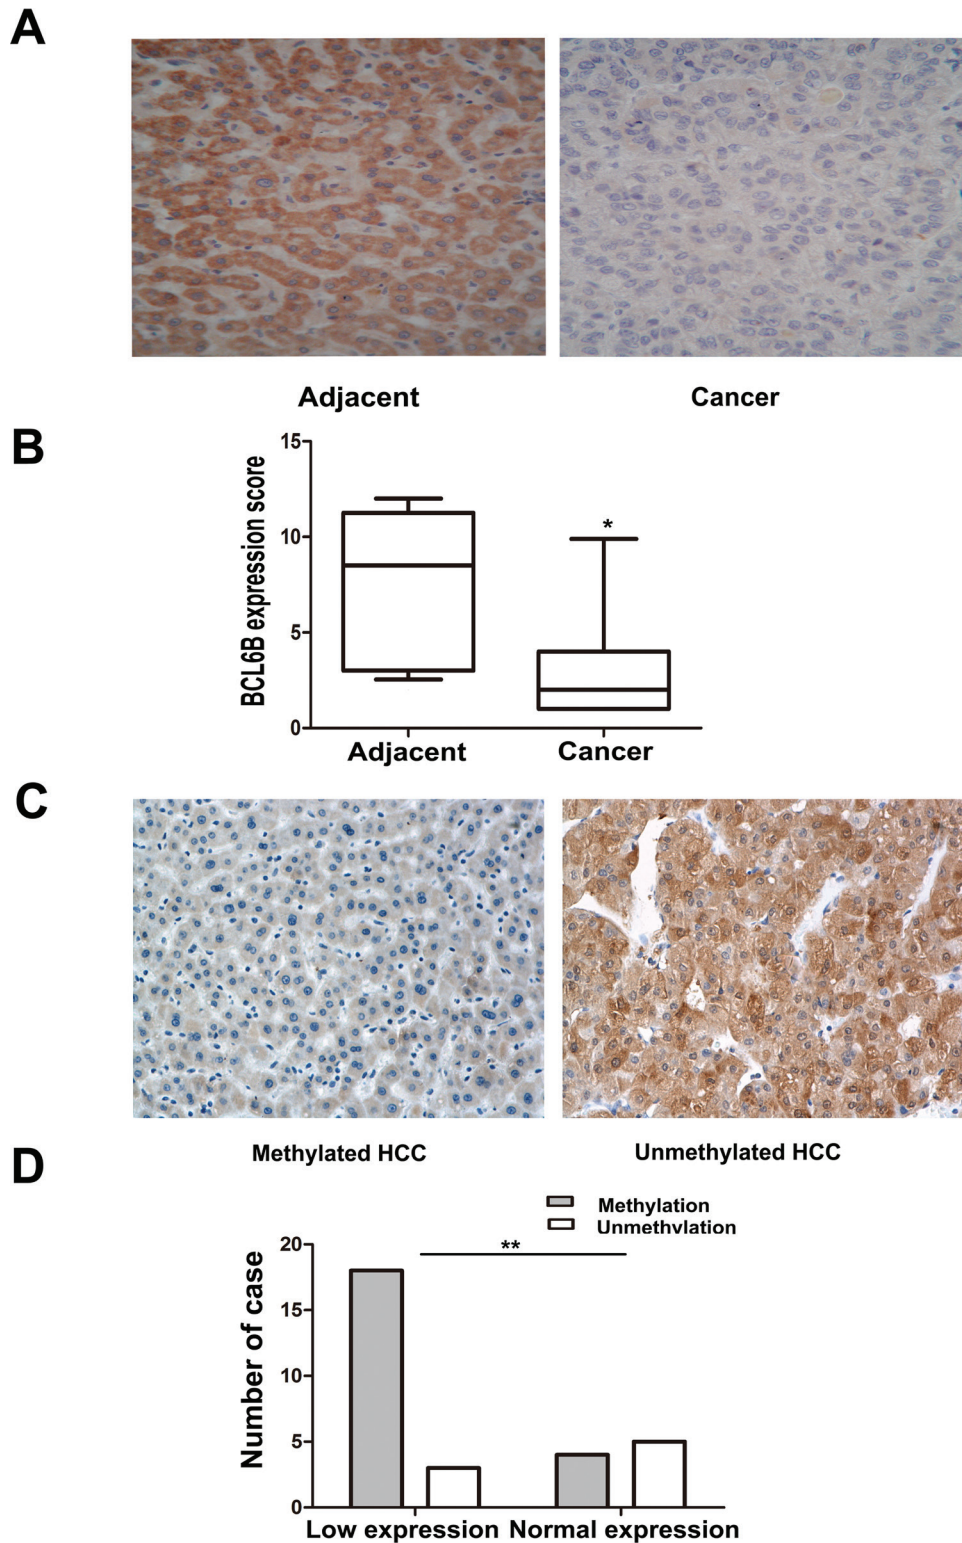 A
Adjacent Cancer
B
BCL6B expression score
15
10
5
0
*
Adjacent Cancer
C
Methylated HCC Unmethylated HCC
D
Methylation
Unmethvlation
Number of case
20
15
10
5
0
**
Low expression Normal expression